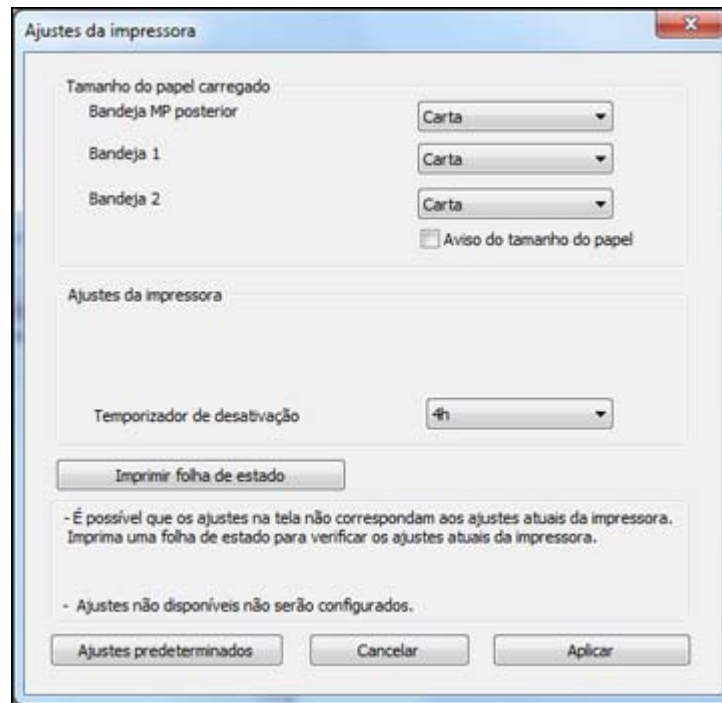 Ajustes da impressora
Tamanho do papel carregado
Bandeja MP posterior
Carta
Bandeja 1
Carta
Bandeja 2
Carta
Aviso do tamanho do papel
Ajustes da impressora
Temporizador de desativação
4h
Imprimir folha de estado
- É possível que os ajustes na tela não correspondam aos ajustes atuais da impressora.
Imprima uma folha de estado para verificar os ajustes atuais da impressora.
- Ajustes não disponíveis não serão configurados.
Ajustes predeterminados
Cancelar
Aplicar